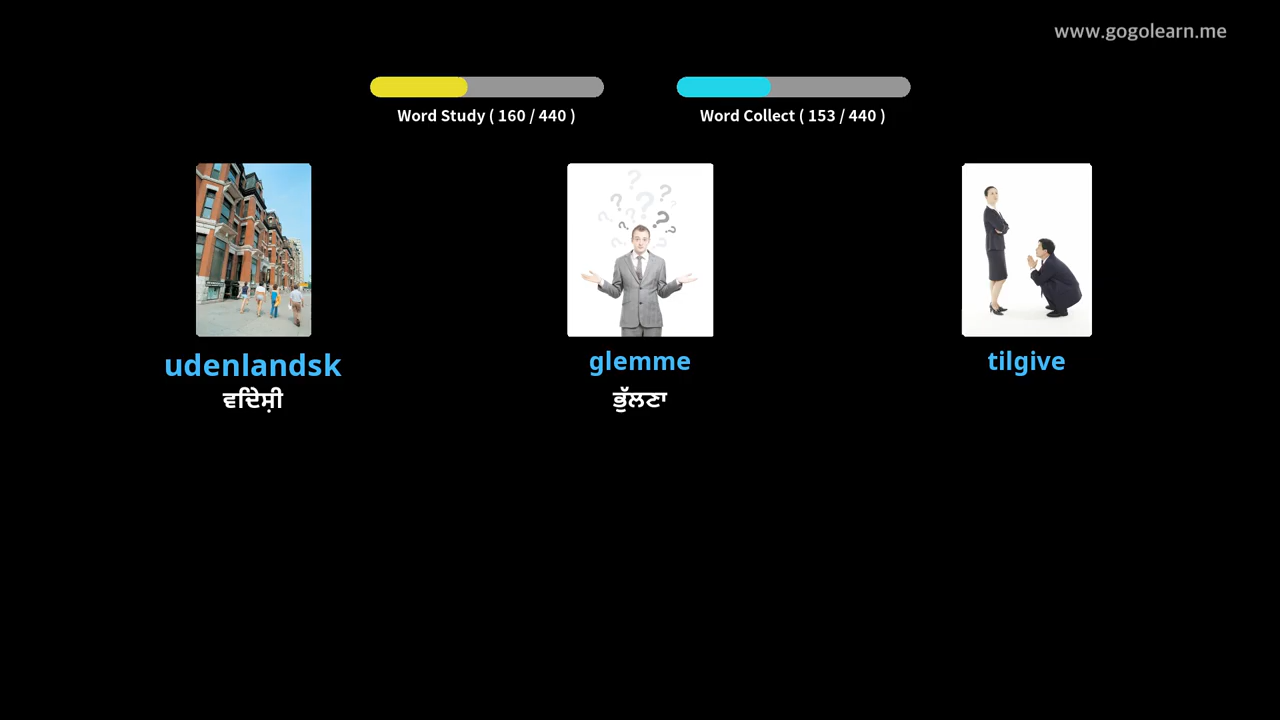 www.gogolearn.me
Word Study ( 160 / 440 )
Word Collect ( 153 / 440 )
udenlandsk
glemme
tilgive
ਵਿਦੇਸ਼ੀ
ਭੁੱਲਣਾ